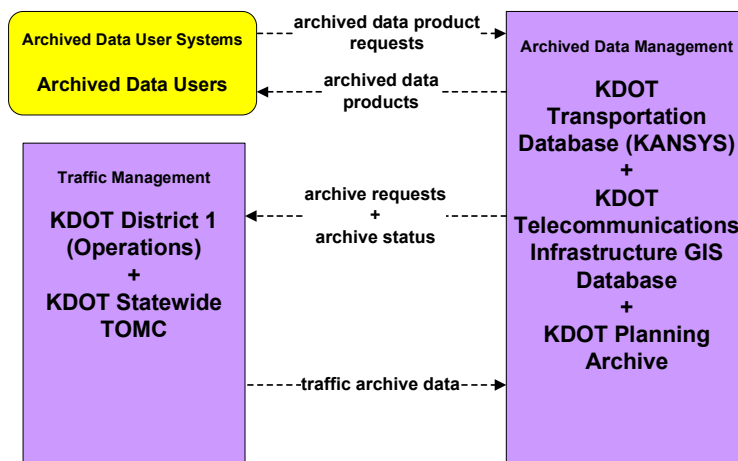 Archived Data User Systems
Archived Data Users
archived data product
requests
archived data
products
Archived Data Management
KDOT
Transportation
Database (KANSYS)
+
KDOT
Telecommunications
Infrastructure GIS
Database
+
KDOT Planning
Archive
Traffic Management
KDOT District 1
(Operations)
+
KDOT Statewide
TOMC
archive requests
+
archive status
traffic archive data